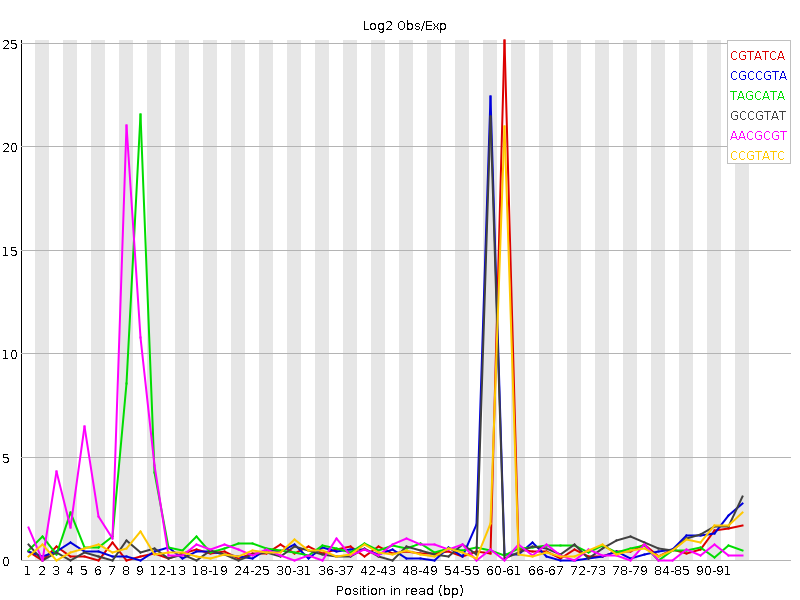 Log2 Obs/Exp
25
20
15
10
5
0
CGTATCA
CGCCGTA
TAGCATA
GCCGTAT
AACGCGT
CCGTATC
1 2 3 4 5 6 7 8 9 12-13 18-19 24-25 30-31 36-37 42-43 48-49 54-55 60-61 66-67 72-73 78-79 84-85 90-91
Position in read (bp)